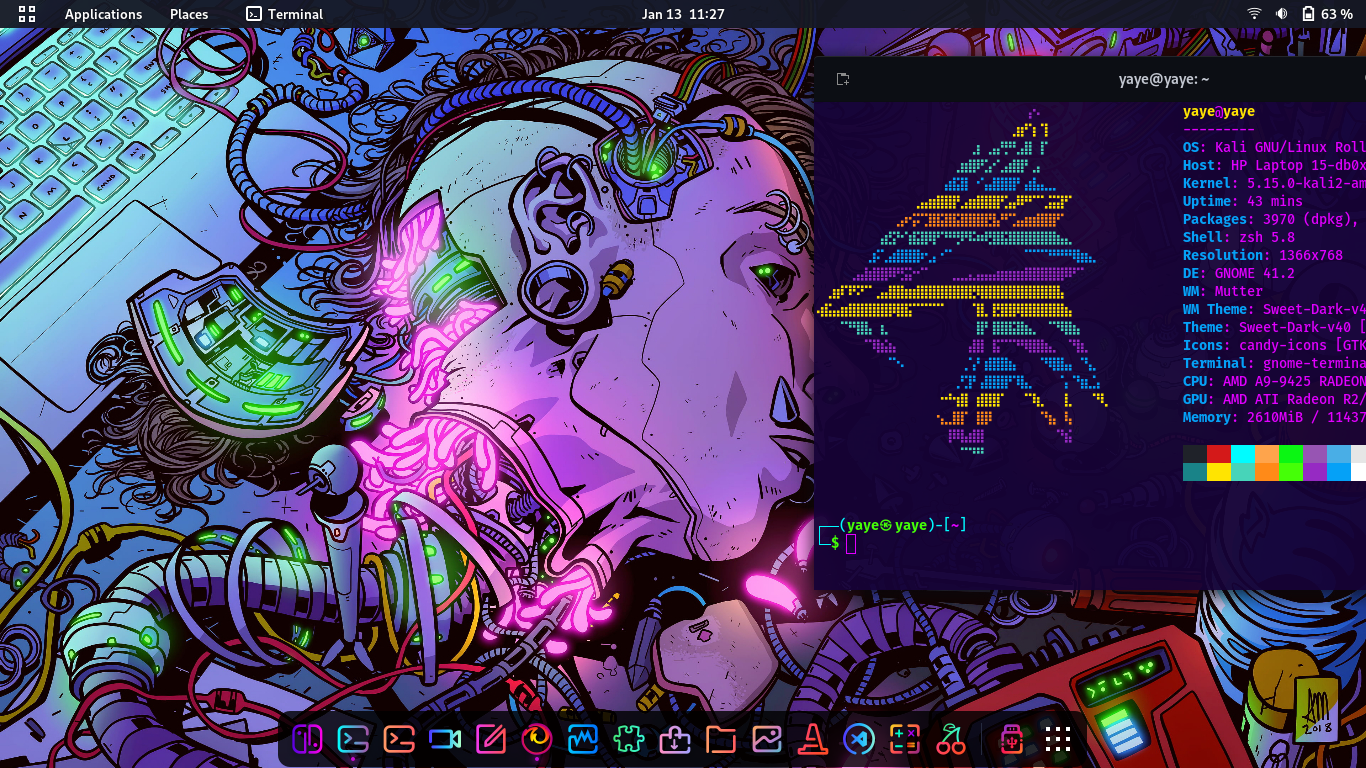 Applications Places Terminal Jan 13 11:27 63 %
yaye@yaye: ~
yaye@yaye
---------
OS: Kali GNU/Linux Roll
Host: HP Laptop 15-db0x
Kernel: 5.15.0-kali2-am
Uptime: 43 mins
Packages: 3970 (dpkg),
Shell: zsh 5.8
Resolution: 1366x768
DE: GNOME 41.2
WM: Mutter
WM Theme: Sweet-Dark-v4
Theme: Sweet-Dark-v40 [
Icons: candy-icons [GTK
Terminal: gnome-termina
CPU: AMD A9-9425 RADEON
GPU: AMD ATI Radeon R2/
Memory: 2610MiB / 11437
┌──(yaye㉿yaye)-[~]
└─$
2018